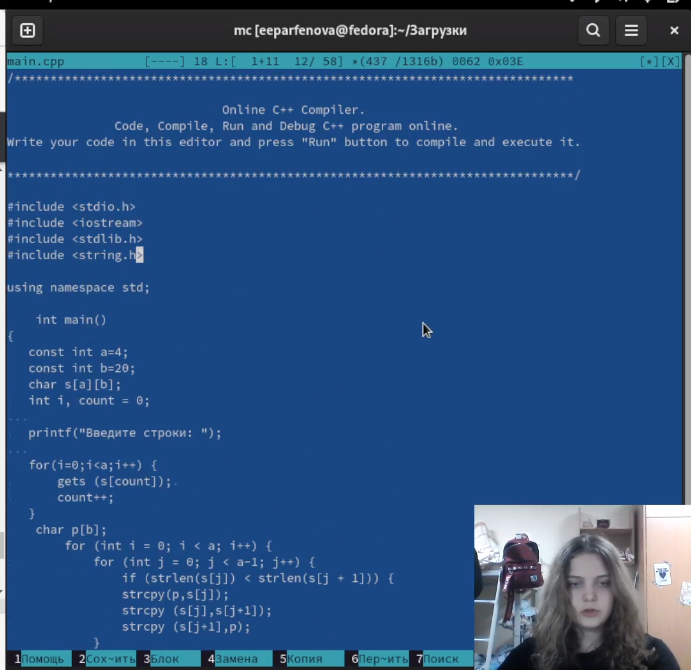 mc [eeparfenova@fedora]:~/Загрузки
main.cpp [----] 18 L:[ 1+11 12/ 58] *(437 /1316b) 0062 0x03E [*][X]
/******************************************************************************

Online C++ Compiler.
Code, Compile, Run and Debug C++ program online.
Write your code in this editor and press "Run" button to compile and execute it.

*******************************************************************************/

#include <stdio.h>
#include <iostream>
#include <stdlib.h>
#include <string.h>

using namespace std;

int main()
{
const int a=4;
const int b=20;
char s[a][b];
int i, count = 0;
...
printf("Введите строки: ");
...
for(i=0;i<a;i++) {
gets (s[count]);.
count++;
}
char p[b];
for (int i = 0; i < a; i++) {
for (int j = 0; j < a-1; j++) {
if (strlen(s[j]) < strlen(s[j + 1])) {
strcpy(p,s[j]);
strcpy (s[j],s[j+1]);
strcpy (s[j+1],p);
}
1Помощь 2Сох~ить 3Блок 4Замена 5Копия 6Пер~ить 7Поиск